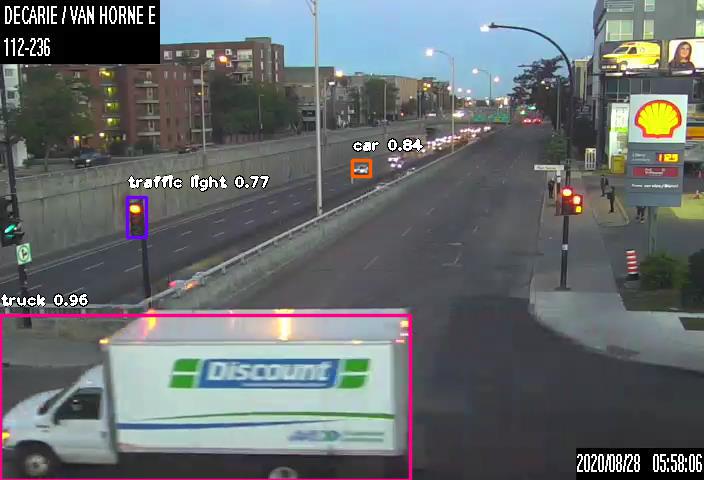 DECARIE / VAN HORNE E
112-236
car 0.84
traffic light 0.77
truck 0.96
Discount
2020/08/28 05:58:06